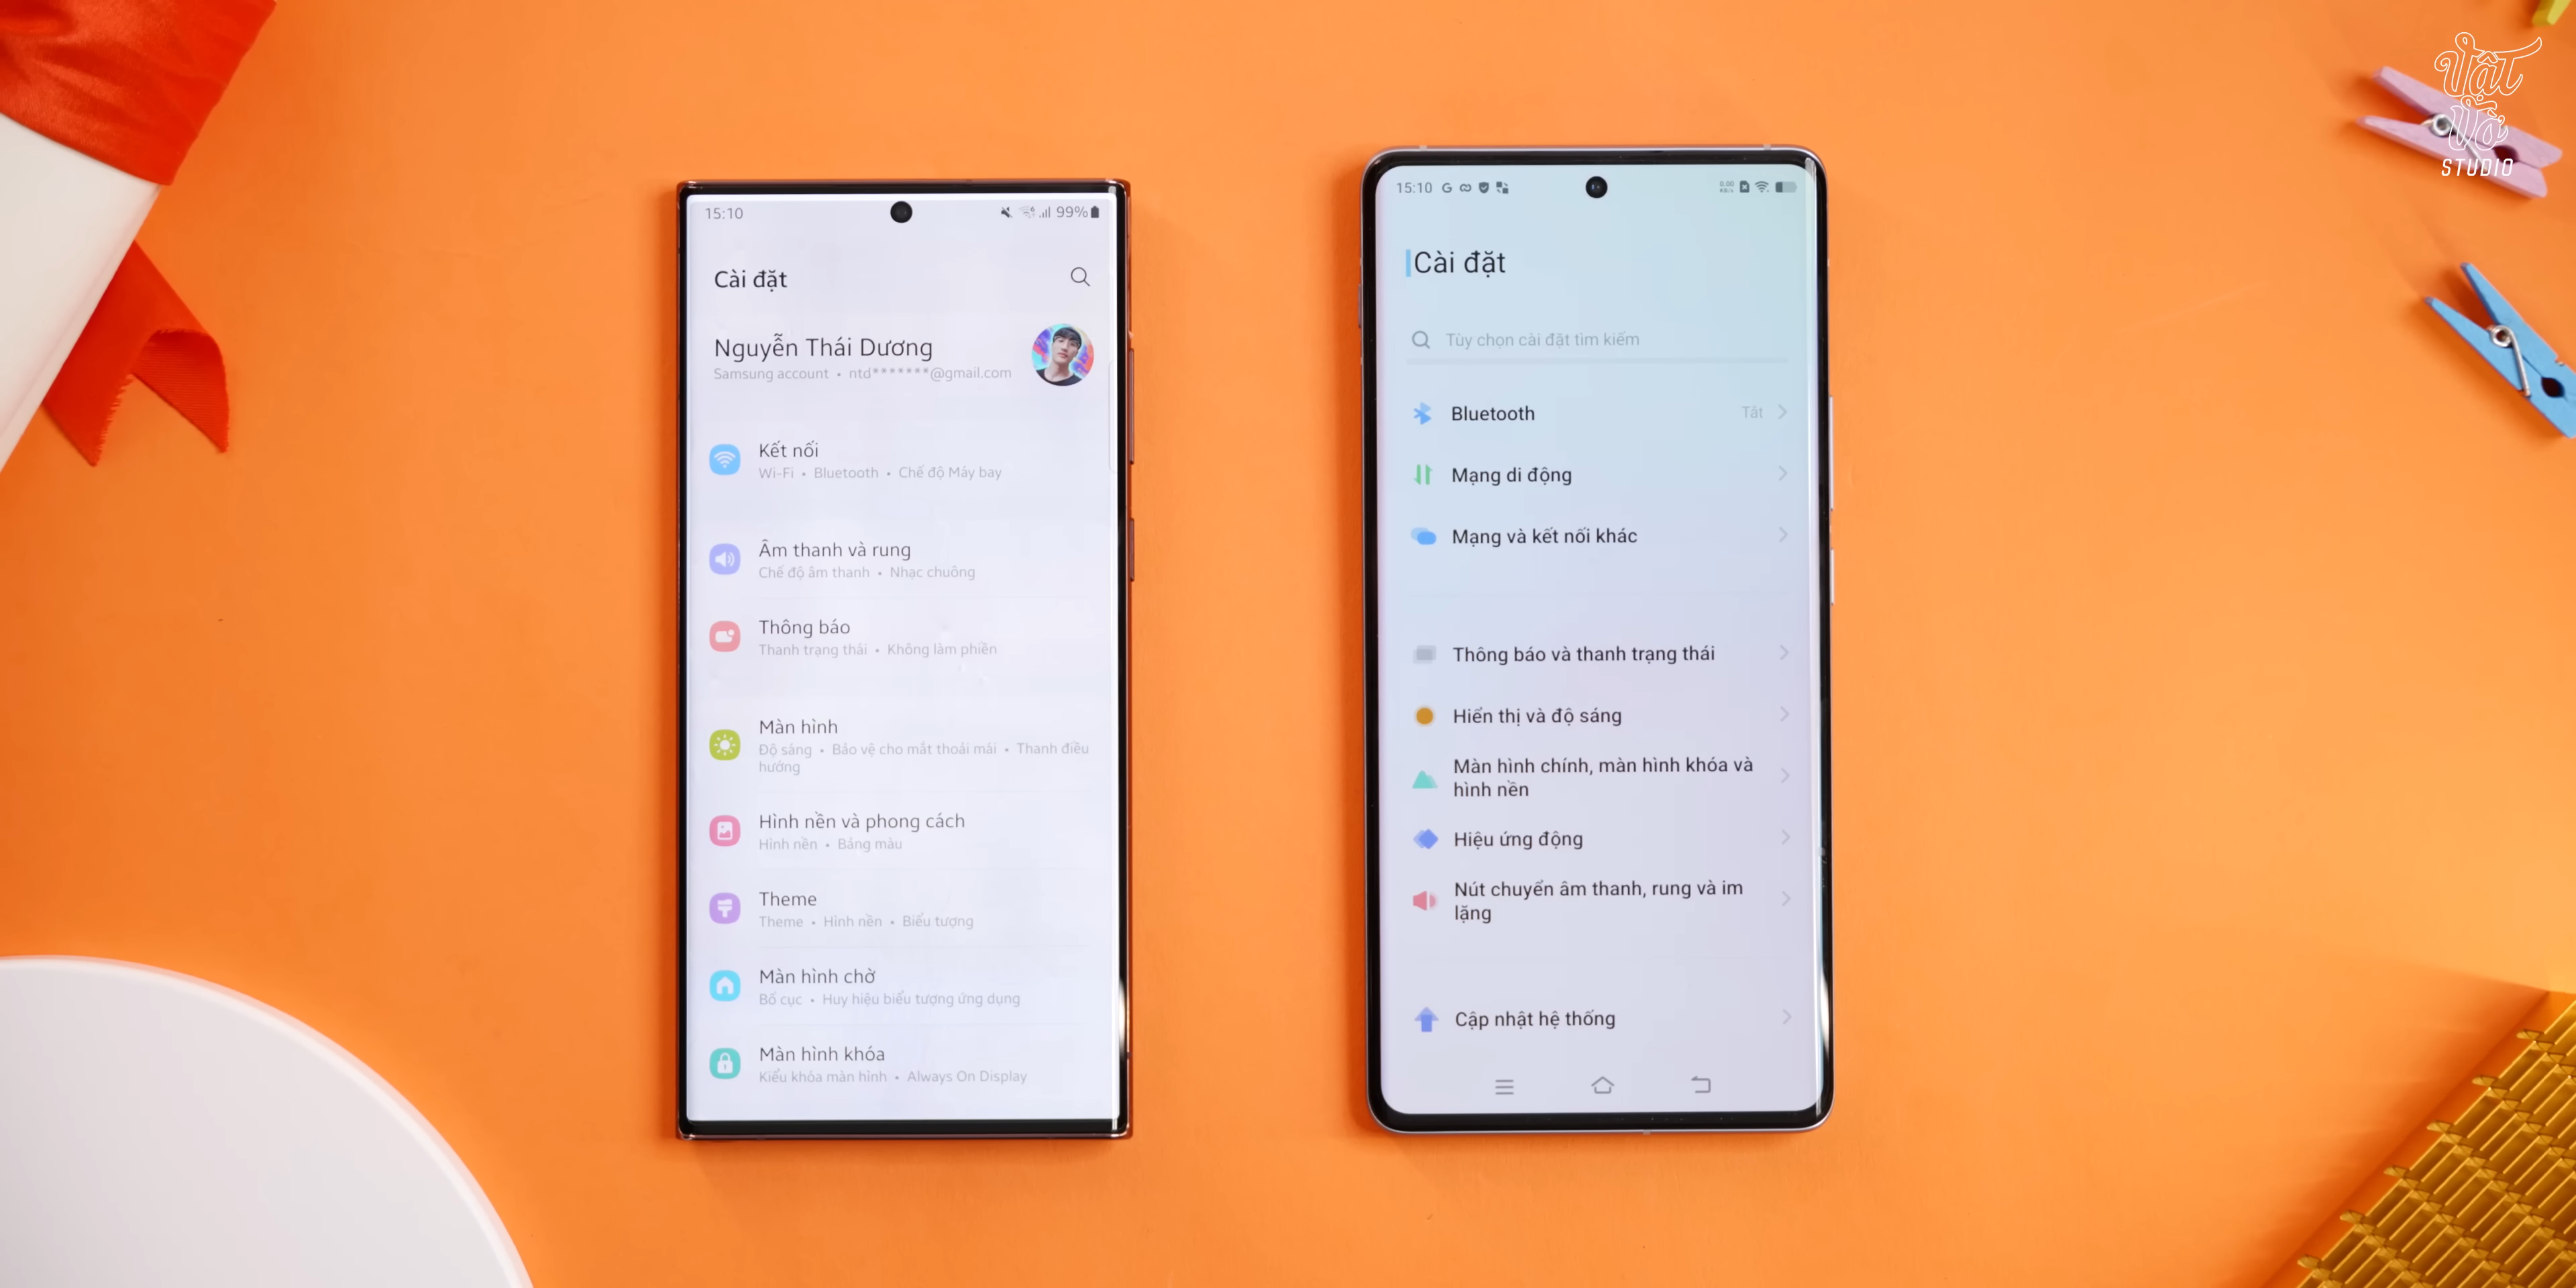 Vật
Vờ
STUDIO
15:10
99%
Cài đặt
Nguyễn Thái Dương
Samsung account • ntd*******@gmail.com
Kết nối
Wi-Fi • Bluetooth • Chế độ Máy bay
Âm thanh và rung
Chế độ âm thanh • Nhạc chuông
Thông báo
Thanh trạng thái • Không làm phiền
Màn hình
Độ sáng • Bảo vệ cho mắt thoải mái • Thanh điều
hướng
Hình nền và phong cách
Hình nền • Bảng màu
Theme
Theme • Hình nền • Biểu tượng
Màn hình chờ
Bố cục • Huy hiệu biểu tượng ứng dụng
Màn hình khóa
Kiểu khóa màn hình • Always On Display
15:10 G
0.00
KB/s
Cài đặt
Tùy chọn cài đặt tìm kiếm
Bluetooth Tắt
Mạng di động
Mạng và kết nối khác
Thông báo và thanh trạng thái
Hiển thị và độ sáng
Màn hình chính, màn hình khóa và
hình nền
Hiệu ứng động
Nút chuyển âm thanh, rung và im
lặng
Cập nhật hệ thống